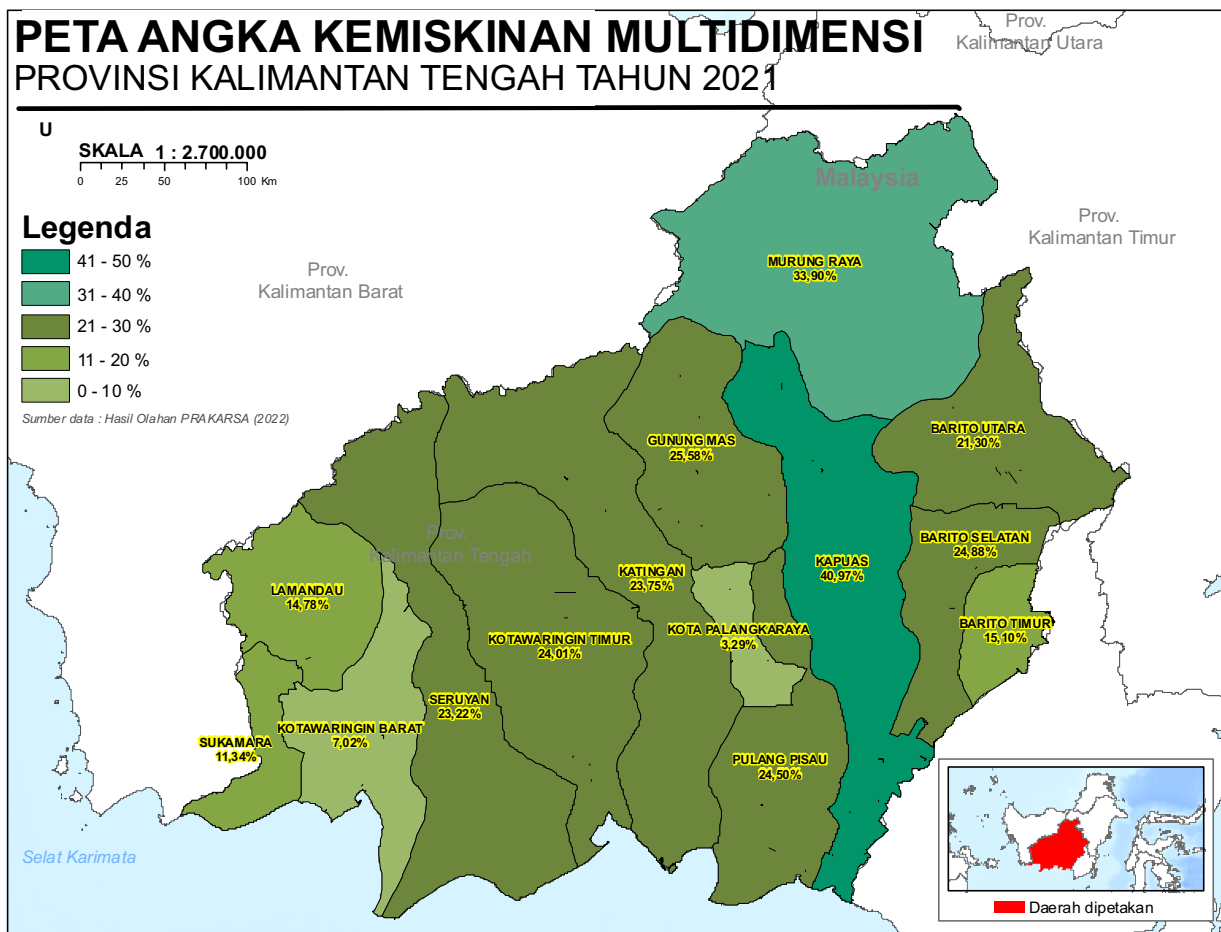 PETA ANGKA KEMISKINAN MULTIDIMENSI
PROVINSI KALIMANTAN TENGAH TAHUN 2021
Prov.
Kalimantan Utara
U
SKALA 1 : 2.700.000
0 25 50 100 Km
Legenda
41 - 50 %
31 - 40 %
21 - 30 %
11 - 20 %
0 - 10 %
Sumber data : Hasil Olahan PRAKARSA (2022)
Malaysia
Prov.
Kalimantan Timur
Prov.
Kalimantan Barat
MURUNG RAYA
33,90%
BARITO UTARA
21,30%
GUNUNG MAS
25,58%
Prov.
Kalimantan Tengah
BARITO SELATAN
24,88%
KAPUAS
40,97%
KATINGAN
23,75%
LAMANDAU
14,78%
BARITO TIMUR
15,10%
KOTA PALANGKARAYA
3,29%
KOTAWARINGIN TIMUR
24,01%
SERUYAN
23,22%
KOTAWARINGIN BARAT
7,02%
SUKAMARA
11,34%
PULANG PISAU
24,50%
Selat Karimata
Daerah dipetakan